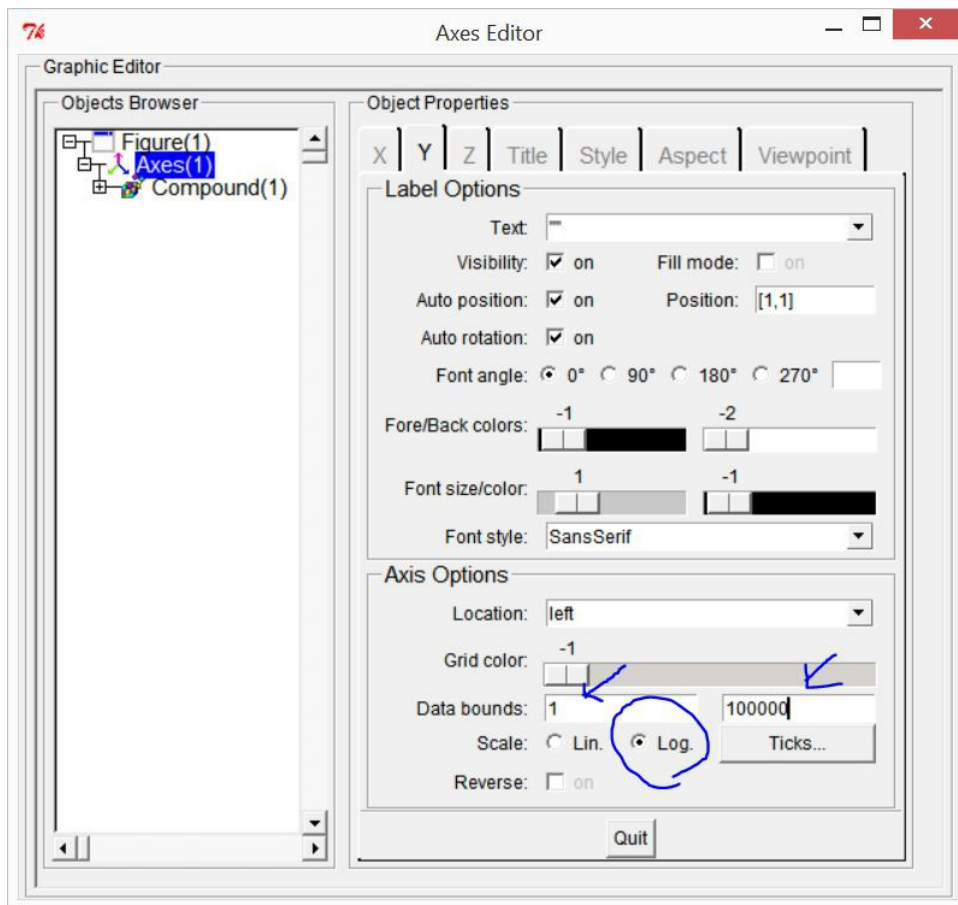 7k Axes Editor
Graphic Editor
Objects Browser
Figure(1)
Axes(1)
Compound(1)
Object Properties
X Y Z Title Style Aspect Viewpoint
Label Options
Text: ""
Visibility: on Fill mode: on
Auto position: on Position: [1,1]
Auto rotation: on
Font angle: 0° 90° 180° 270°
-1 -2
Fore/Back colors:
1 -1
Font size/color:
Font style: SansSerif
Axis Options
Location: left
-1
Grid color:
Data bounds: 1 100000
Scale: Lin. Log. Ticks...
Reverse: on
Quit